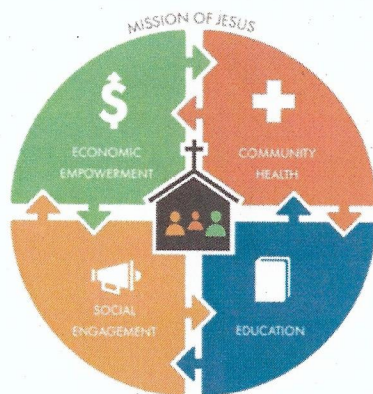 MISSION OF JESUS
ECONOMIC
EMPOWERMENT
COMMUNITY
HEALTH
SOCIAL
ENGAGEMENT
EDUCATION